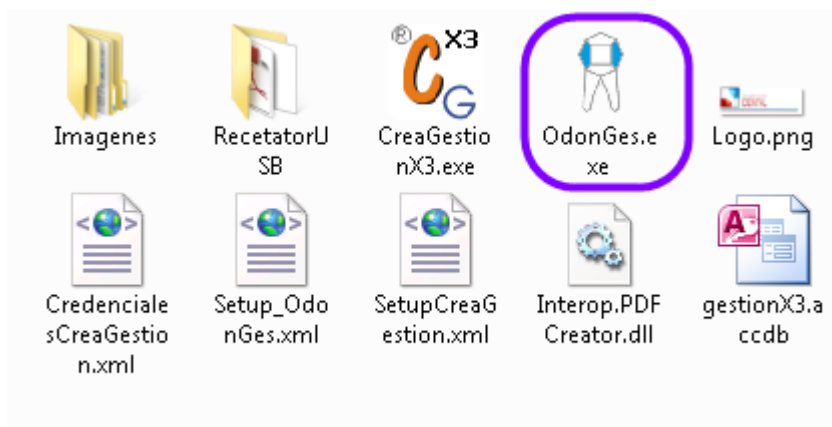 Imagenes
RecetatorU
SB
CreaGestio
nX3.exe
OdonGes.e
xe
Logo.png
Credenciale
sCreaGestio
n.xml
Setup_Odo
nGes.xml
SetupCreaG
estion.xml
Interop.PDF
Creator.dll
gestionX3.a
ccdb
® C X3
G
A